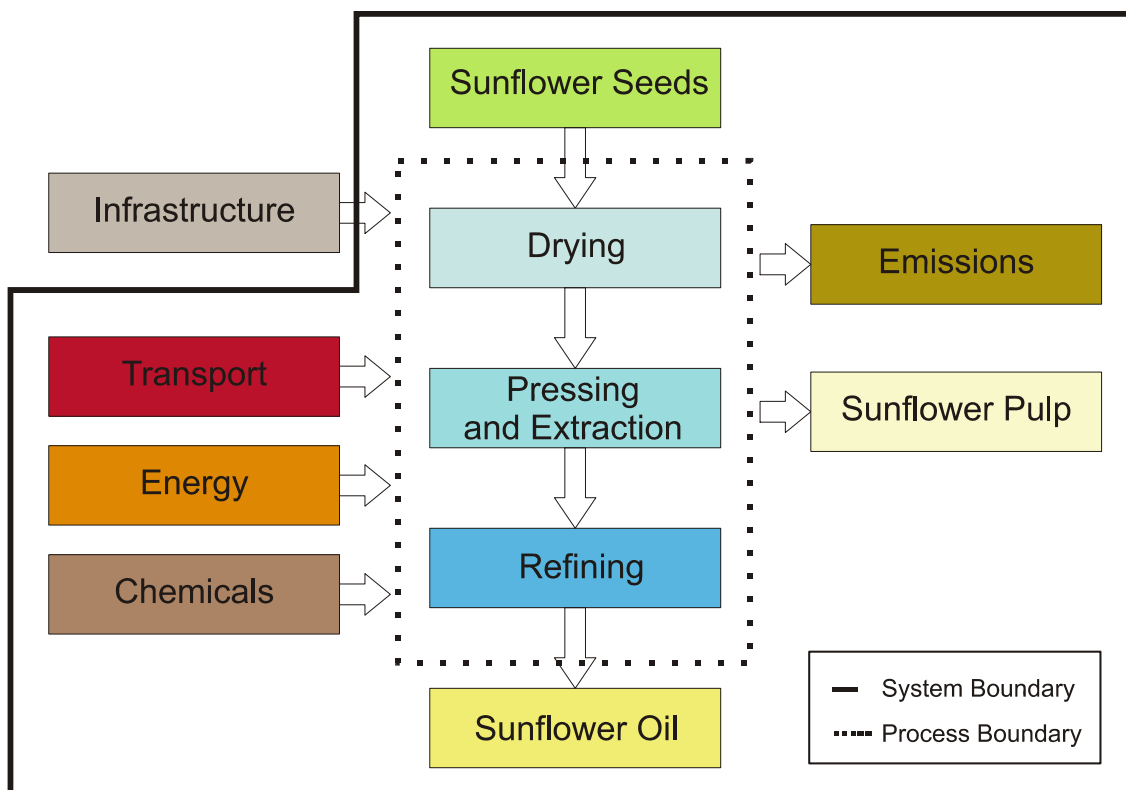 Sunflower Seeds
Infrastructure
Drying
Emissions
Transport
Pressing
and Extraction
Sunflower Pulp
Energy
Refining
Chemicals
Sunflower Oil
System Boundary
Process Boundary